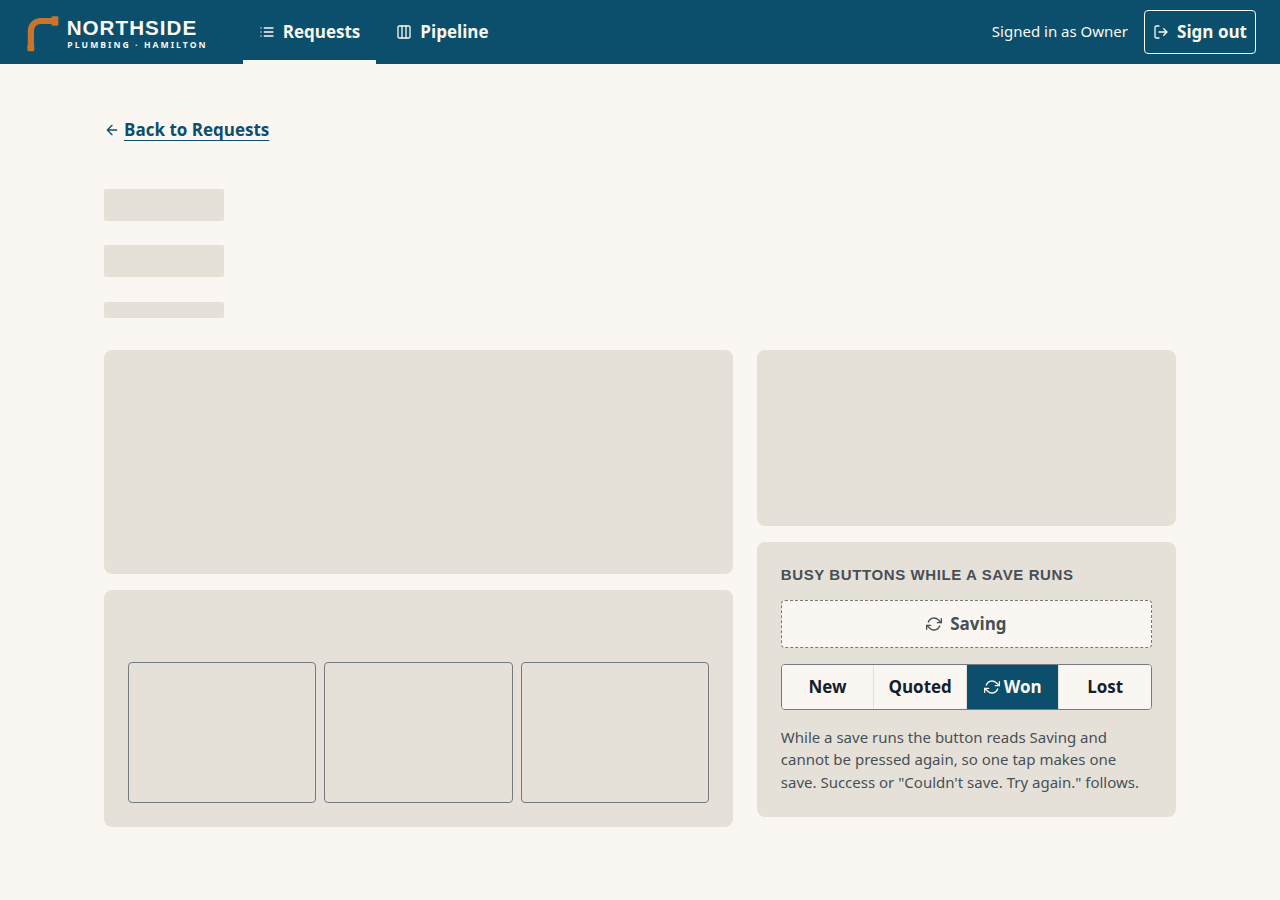 NORTHSIDE
PLUMBING · HAMILTON
Requests
Pipeline
Signed in as Owner
Sign out
Back to Requests
BUSY BUTTONS WHILE A SAVE RUNS
Saving
New
Quoted
Won
Lost
While a save runs the button reads Saving and
cannot be pressed again, so one tap makes one
save. Success or "Couldn't save. Try again." follows.